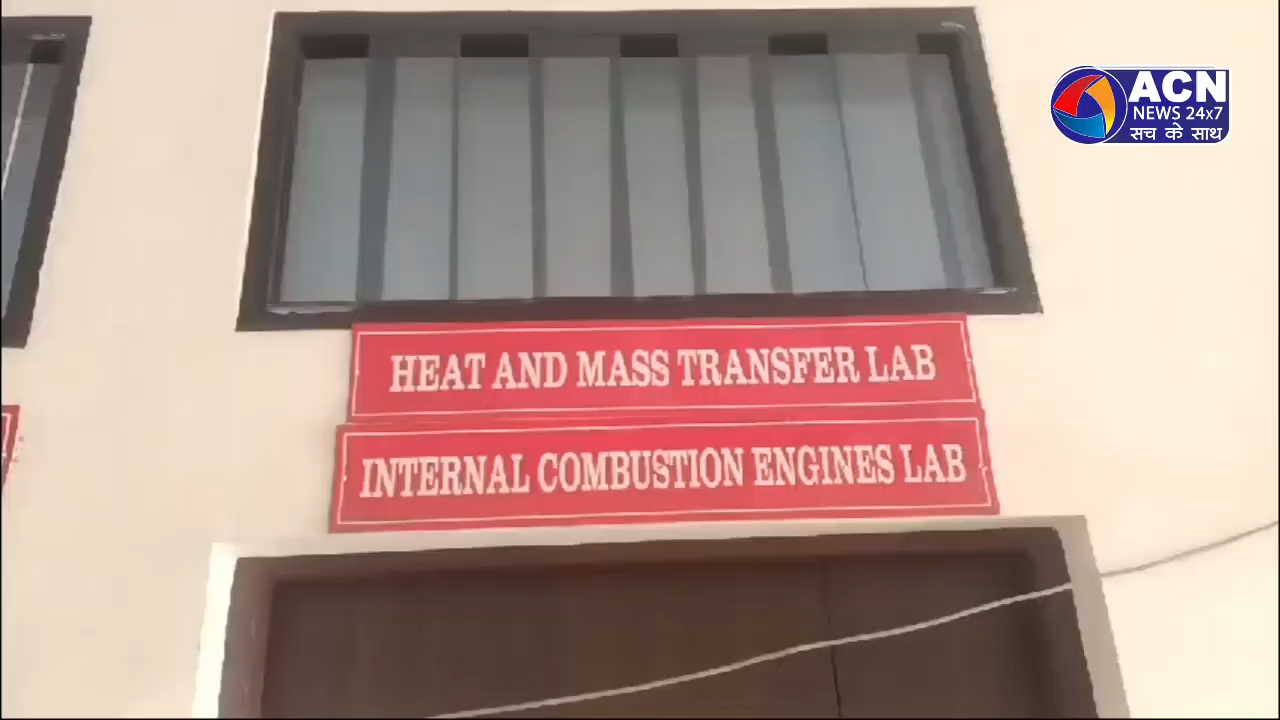 ACN
NEWS 24x7
सच के साथ
HEAT AND MASS TRANSFER LAB
INTERNAL COMBUSTION ENGINES LAB